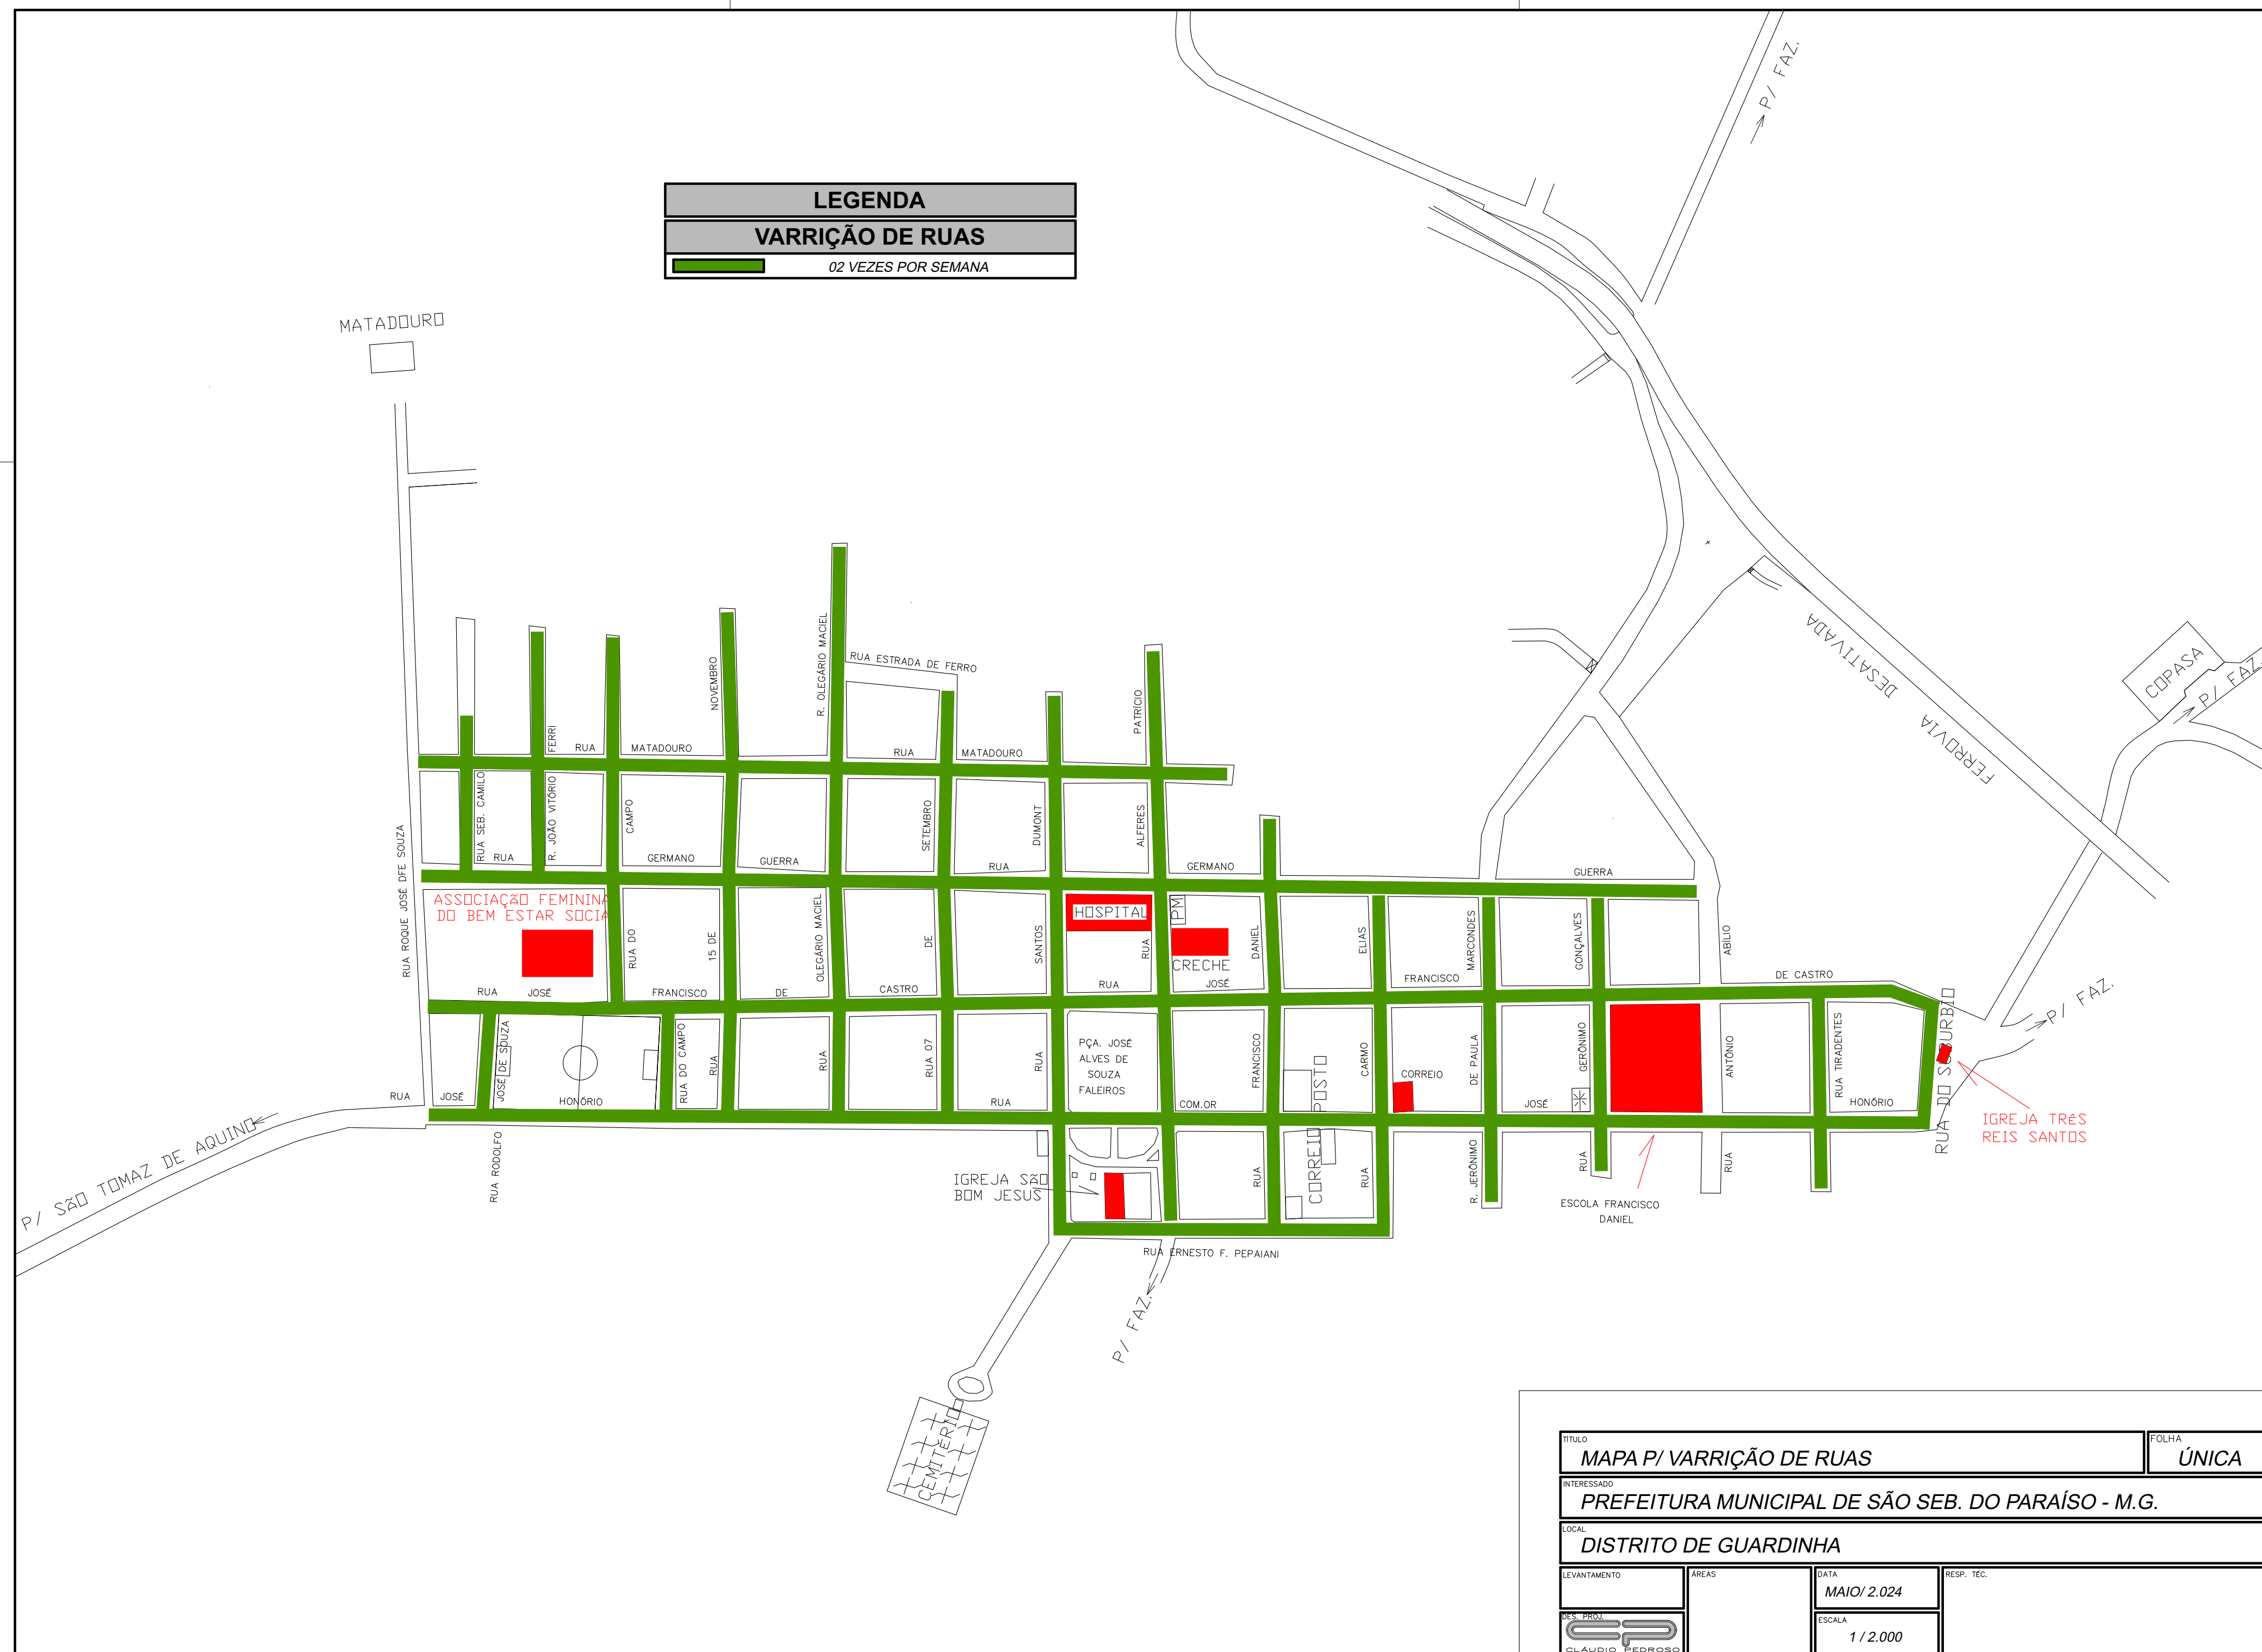 P/ FAZ.
LEGENDA
VARRIÇÃO DE RUAS
02 VEZES POR SEMANA
MATADOURO
RUA ESTRADA DE FERRO
R. OLEGÁRIO MACIEL
NOVEMBRO
PATRÍCIO
FERRI
RUA
MATADOURO
RUA
MATADOURO
DESATIVADA
FERROVIA
COPASA
P/ FAZ.
RUA SEB. CAMILO
R. JOÃO VITÓRIO
CAMPO
SETEMBRO
DUMONT
ALFERES
RUA
GERMANO
GUERRA
RUA
GERMANO
GUERRA
RUA ROQUE JOSÉ DFE SOUZA
ASSOCIAÇÃO FEMININA
DO BEM ESTAR SOCIA
HOSPITAL
PM
CRECHE
RUA DO
15 DE
OLEGÁRIO MACIEL
DE
SANTOS
RUA
DANIEL
ELIAS
MARCONDES
GONÇALVES
ABÍLIO
RUA
JOSÉ
FRANCISCO
DE
CASTRO
RUA
JOSÉ
FRANCISCO
DE CASTRO
P/ FAZ.
JOSÉ DE SOUZA
RUA DO CAMPO
RUA
RUA
RUA 07
RUA
PÇA. JOSÉ
ALVES DE
SOUZA
FALEIROS
FRANCISCO
POSTO
CORREIO
CARMO
CORREIO
DE PAULA
GERÔNIMO
ANTÔNIO
RUA TIRADENTES
RUA DO SUBÚRBIO
RUA
JOSÉ
HONÓRIO
RUA
COM.OR
JOSÉ
HONÓRIO
IGREJA TRÊS
REIS SANTOS
P/ SÃO TOMAZ DE AQUINO
RUA RODOLFO
IGREJA SÃO
BOM JESUS
RUA
RUA
R. JERÔNIMO
RUA
RUA
ESCOLA FRANCISCO
DANIEL
RUA ERNESTO F. PEPAIANI
P/ FAZ.
CEMITÉRIO
TÍTULO
MAPA P/ VARRIÇÃO DE RUAS
FOLHA
ÚNICA
INTERESSADO
PREFEITURA MUNICIPAL DE SÃO SEB. DO PARAÍSO - M.G.
LOCAL
DISTRITO DE GUARDINHA
LEVANTAMENTO
ÁREAS
DATA
MAIO/ 2.024
RESP. TÉC.
DES. PROJ.
CLÁUDIO PEDROSO
ESCALA
1 / 2.000